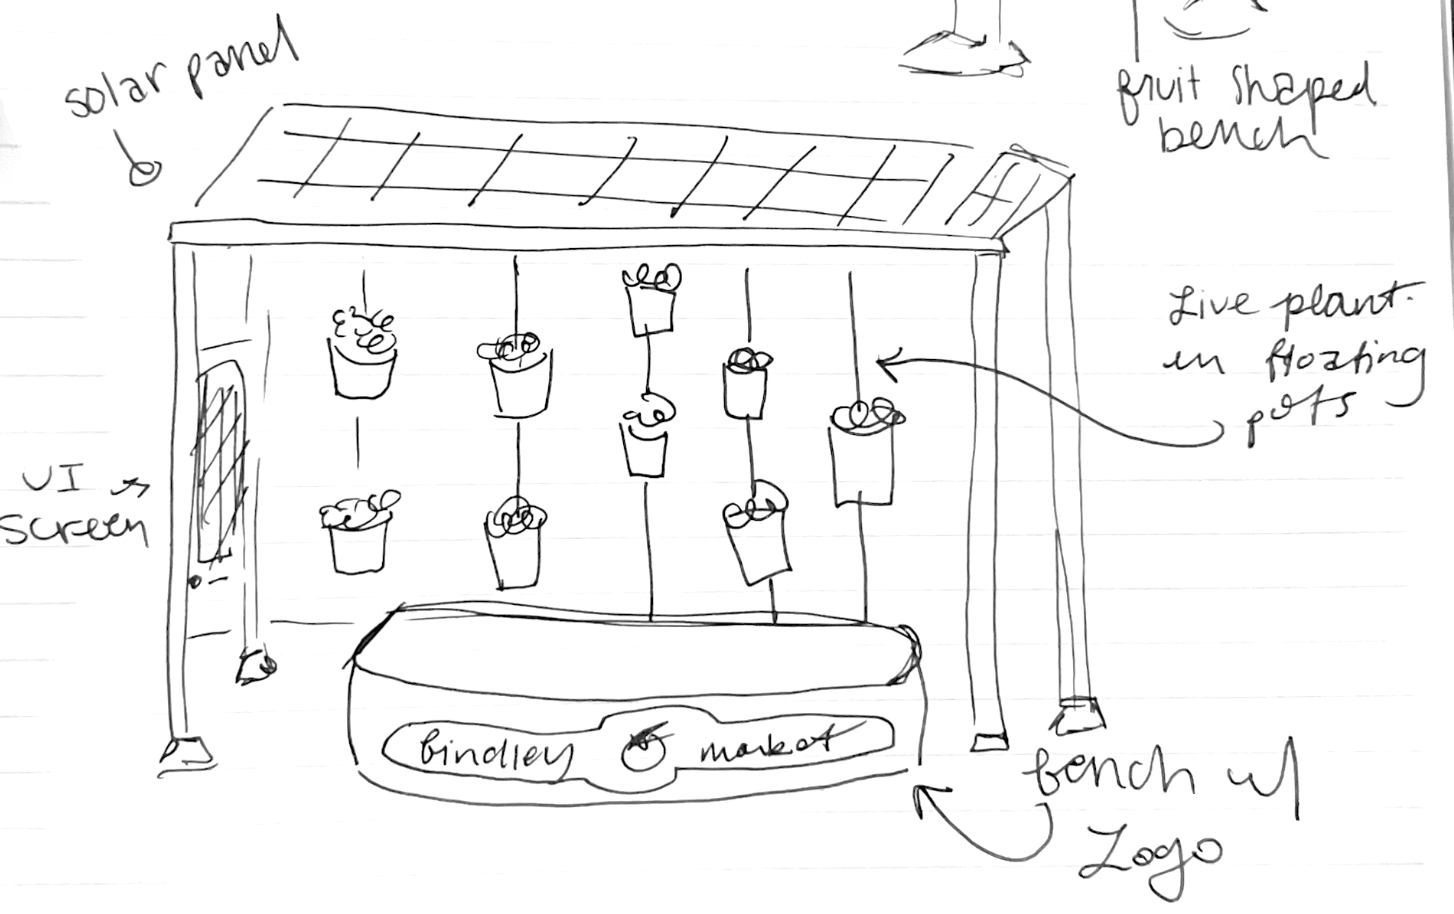 solar panel
fruit shaped
bench
Live plant
in floating
pots
UI
screen
bindley market
bench w/
Logo